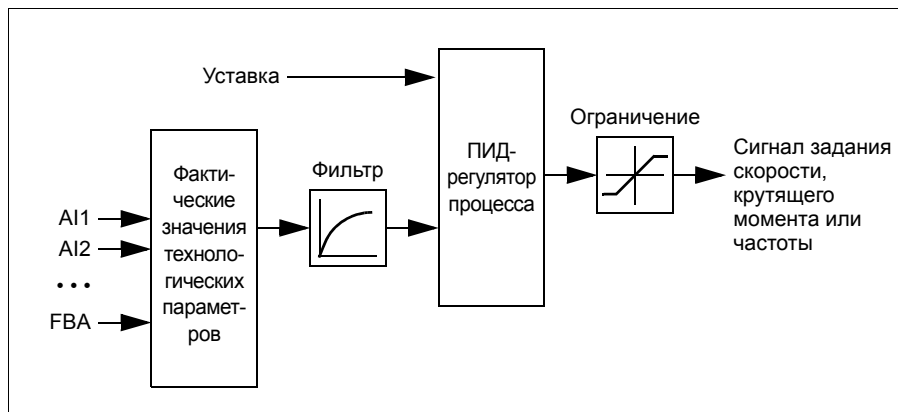 Уставка
AI1
AI2
• • •
FBA
Факти-
ческие
значения
техноло-
гических
парамет-
ров
Фильтр
ПИД-
регулятор
процесса
Ограничение
Сигнал задания
скорости,
крутящего
момента или
частоты